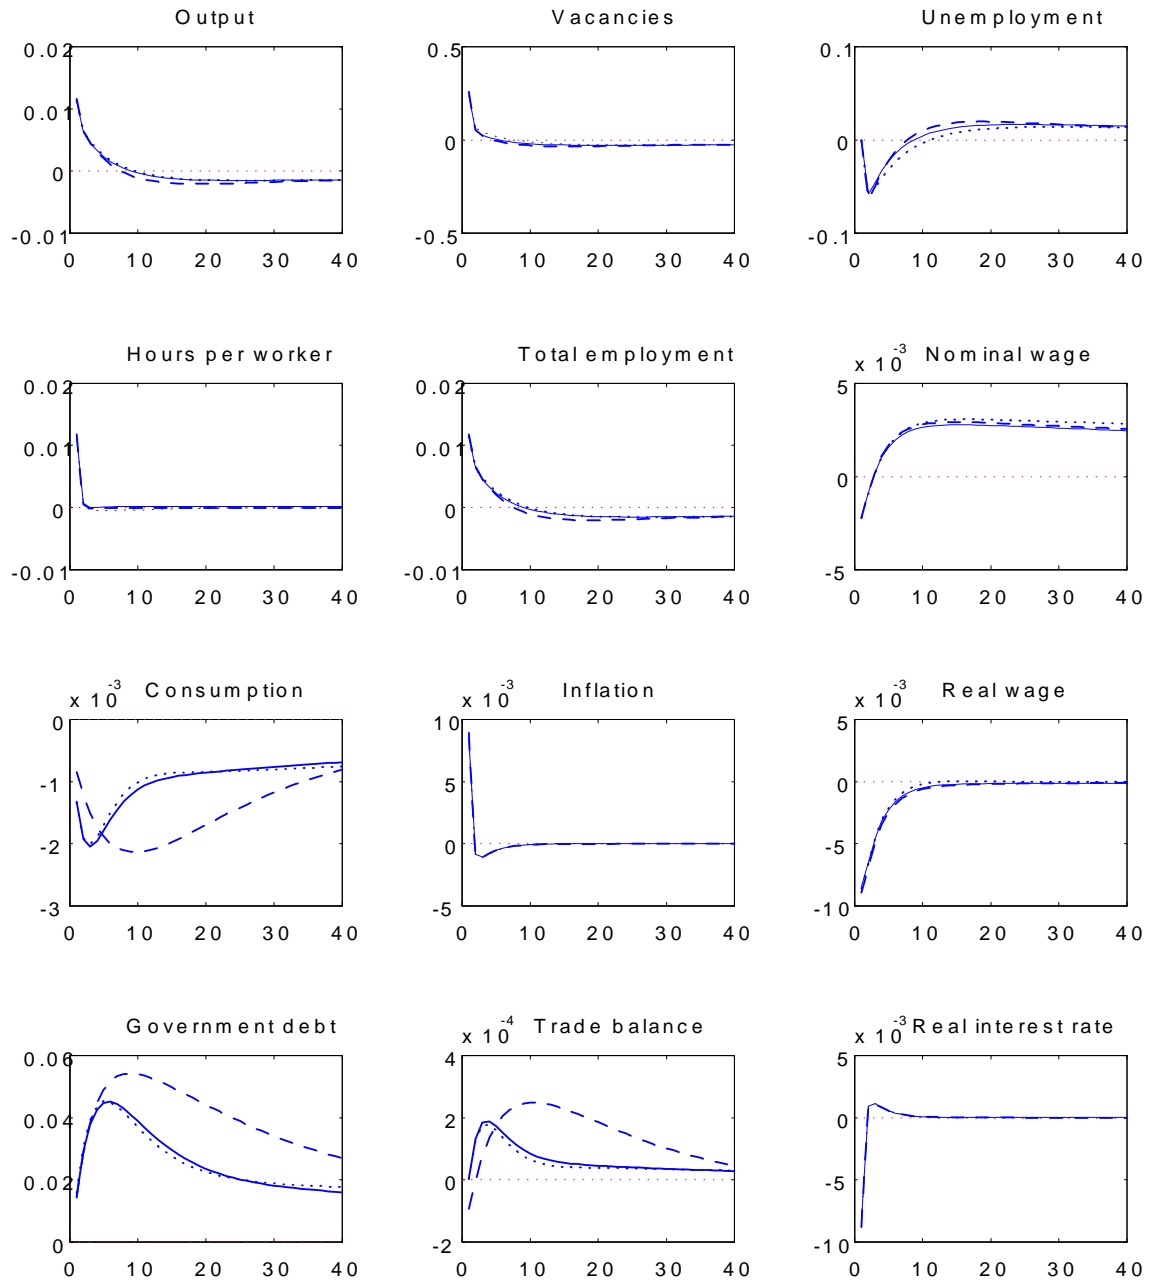 Output
0.02
0.01
0
-0.01
0 10 20 30 40
Vacancies
0.5
0
-0.5
0 10 20 30 40
Unemployment
0.1
0
-0.1
0 10 20 30 40
Hours per worker
0.02
0.01
0
-0.01
0 10 20 30 40
Total employment
0.02
0.01
0
-0.01
0 10 20 30 40
x 10^-3 Nominal wage
5
0
-5
0 10 20 30 40
x 10^-3 Consumption
0
-1
-2
-3
0 10 20 30 40
x 10^-3 Inflation
10
5
0
-5
0 10 20 30 40
x 10^-3 Real wage
5
0
-5
-10
0 10 20 30 40
Government debt
0.06
0.04
0.02
0
0 10 20 30 40
x 10^-4 Trade balance
4
2
0
-2
0 10 20 30 40
x 10^-3 Real interest rate
5
0
-5
-10
0 10 20 30 40